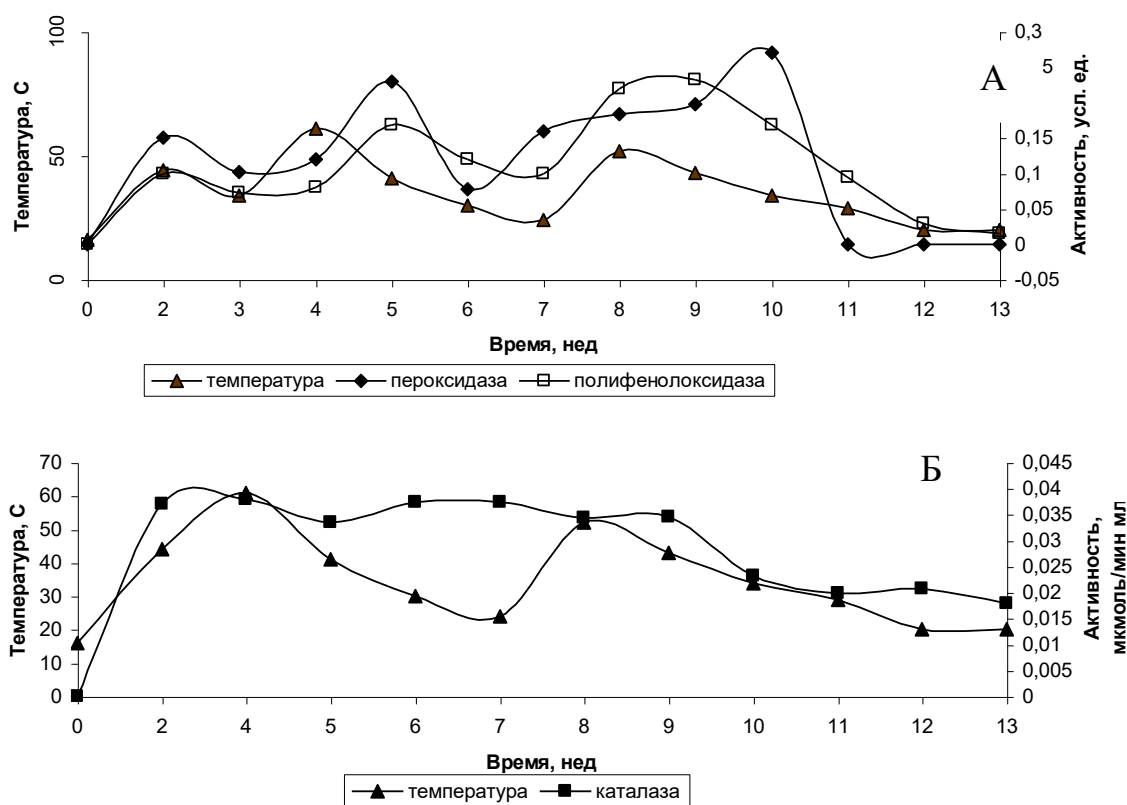 100
50
0
Температура, С
0,3
5
0,15
0,1
0,05
0
-0,05
Активность, усл. ед.
А
0 2 3 4 5 6 7 8 9 10 11 12 13
Время, нед
температура пероксидаза полифенолоксидаза
70
60
50
40
30
20
10
0
Температура, С
0,045
0,04
0,035
0,03
0,025
0,02
0,015
0,01
0,005
0
Активность,
мкмоль/мин мл
Б
0 2 4 5 6 7 8 9 10 11 12 13
Время, нед
температура каталаза